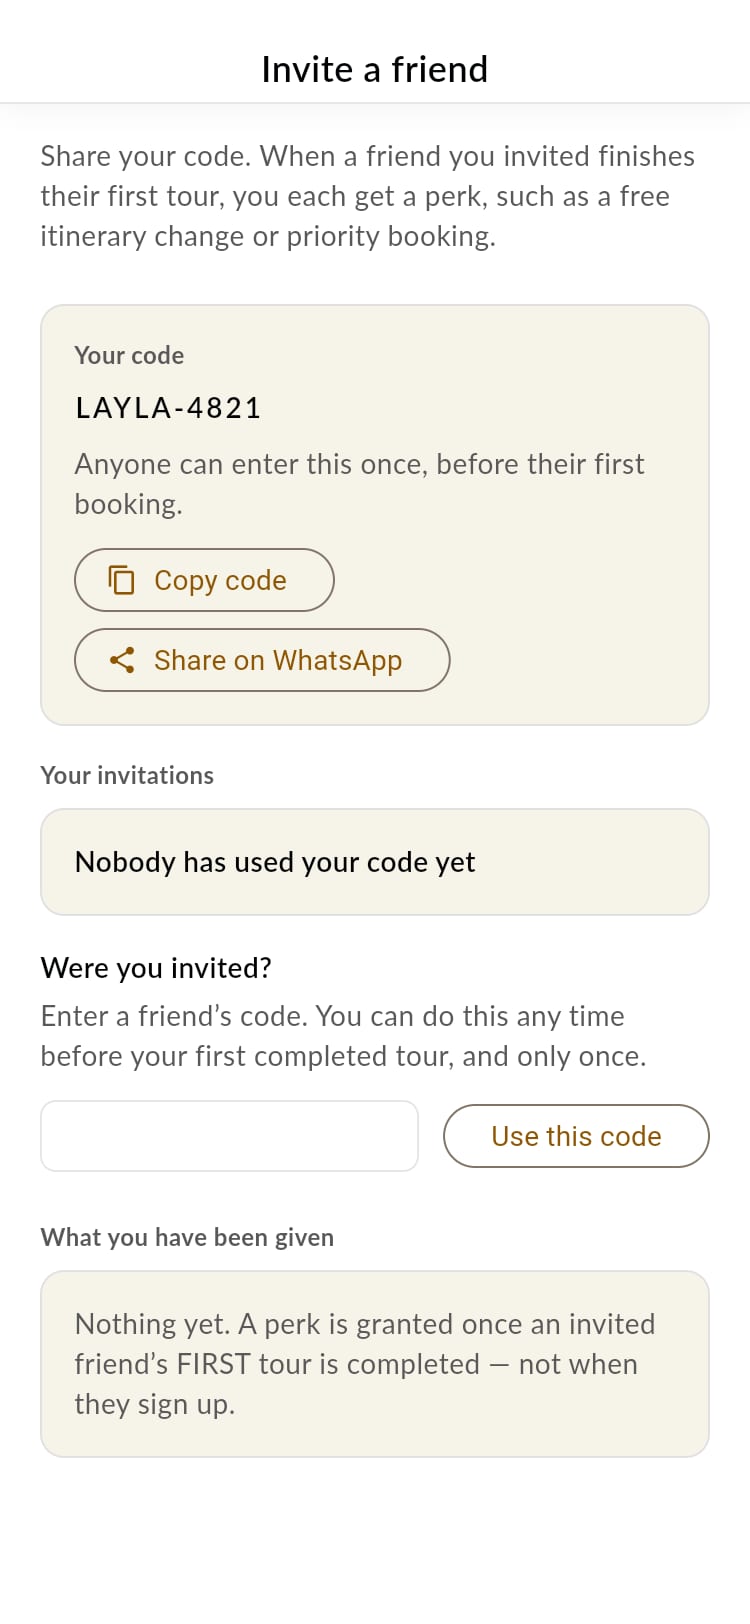 Invite a friend
Share your code. When a friend you invited finishes
their first tour, you each get a perk, such as a free
itinerary change or priority booking.
Your code
LAYLA-4821
Anyone can enter this once, before their first
booking.
Copy code
Share on WhatsApp
Your invitations
Nobody has used your code yet
Were you invited?
Enter a friend’s code. You can do this any time
before your first completed tour, and only once.
Use this code
What you have been given
Nothing yet. A perk is granted once an invited
friend’s FIRST tour is completed — not when
they sign up.